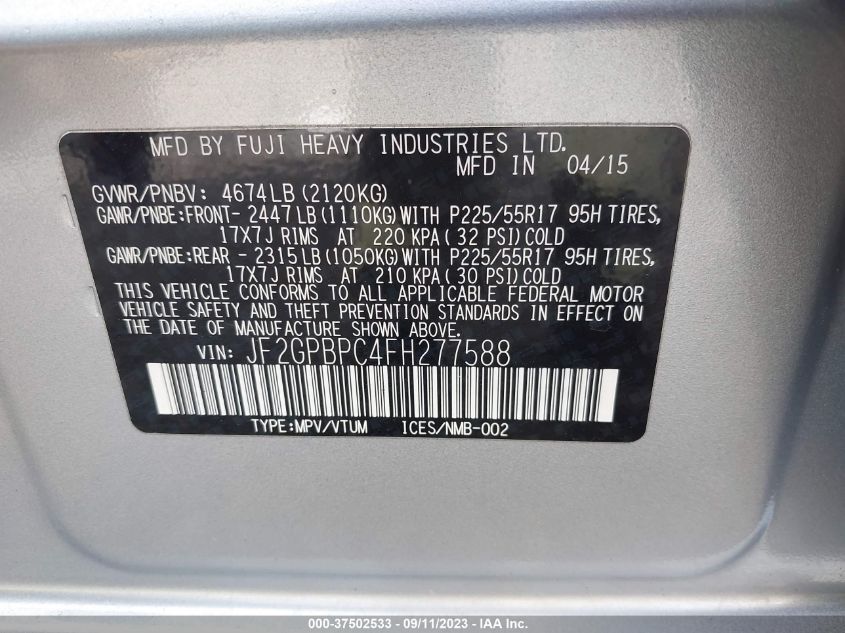 MFD BY FUJI HEAVY INDUSTRIES LTD.
MFD IN 04/15
GVWR/PNBV: 4674LB (2120KG)
GAWR/PNBE:FRONT- 2447LB (1110KG) WITH P225/55R17 95H TIRES,
17X7J RIMS AT 220 KPA ( 32 PSI) COLD
GAWR/PNBE:REAR - 2315LB (1050KG) WITH P225/55R17 95H TIRES,
17X7J RIMS AT 210 KPA ( 30 PSI) COLD
THIS VEHICLE CONFORMS TO ALL APPLICABLE FEDERAL MOTOR
VEHICLE SAFETY AND THEFT PREVENTION STANDARDS IN EFFECT ON
THE DATE OF MANUFACTURE SHOWN ABOVE.
VIN: JF2GPBPC4FH277588
TYPE:MPV/VTUM ICES/NMB-002
000-37502533 - 09/11/2023 - IAA Inc.